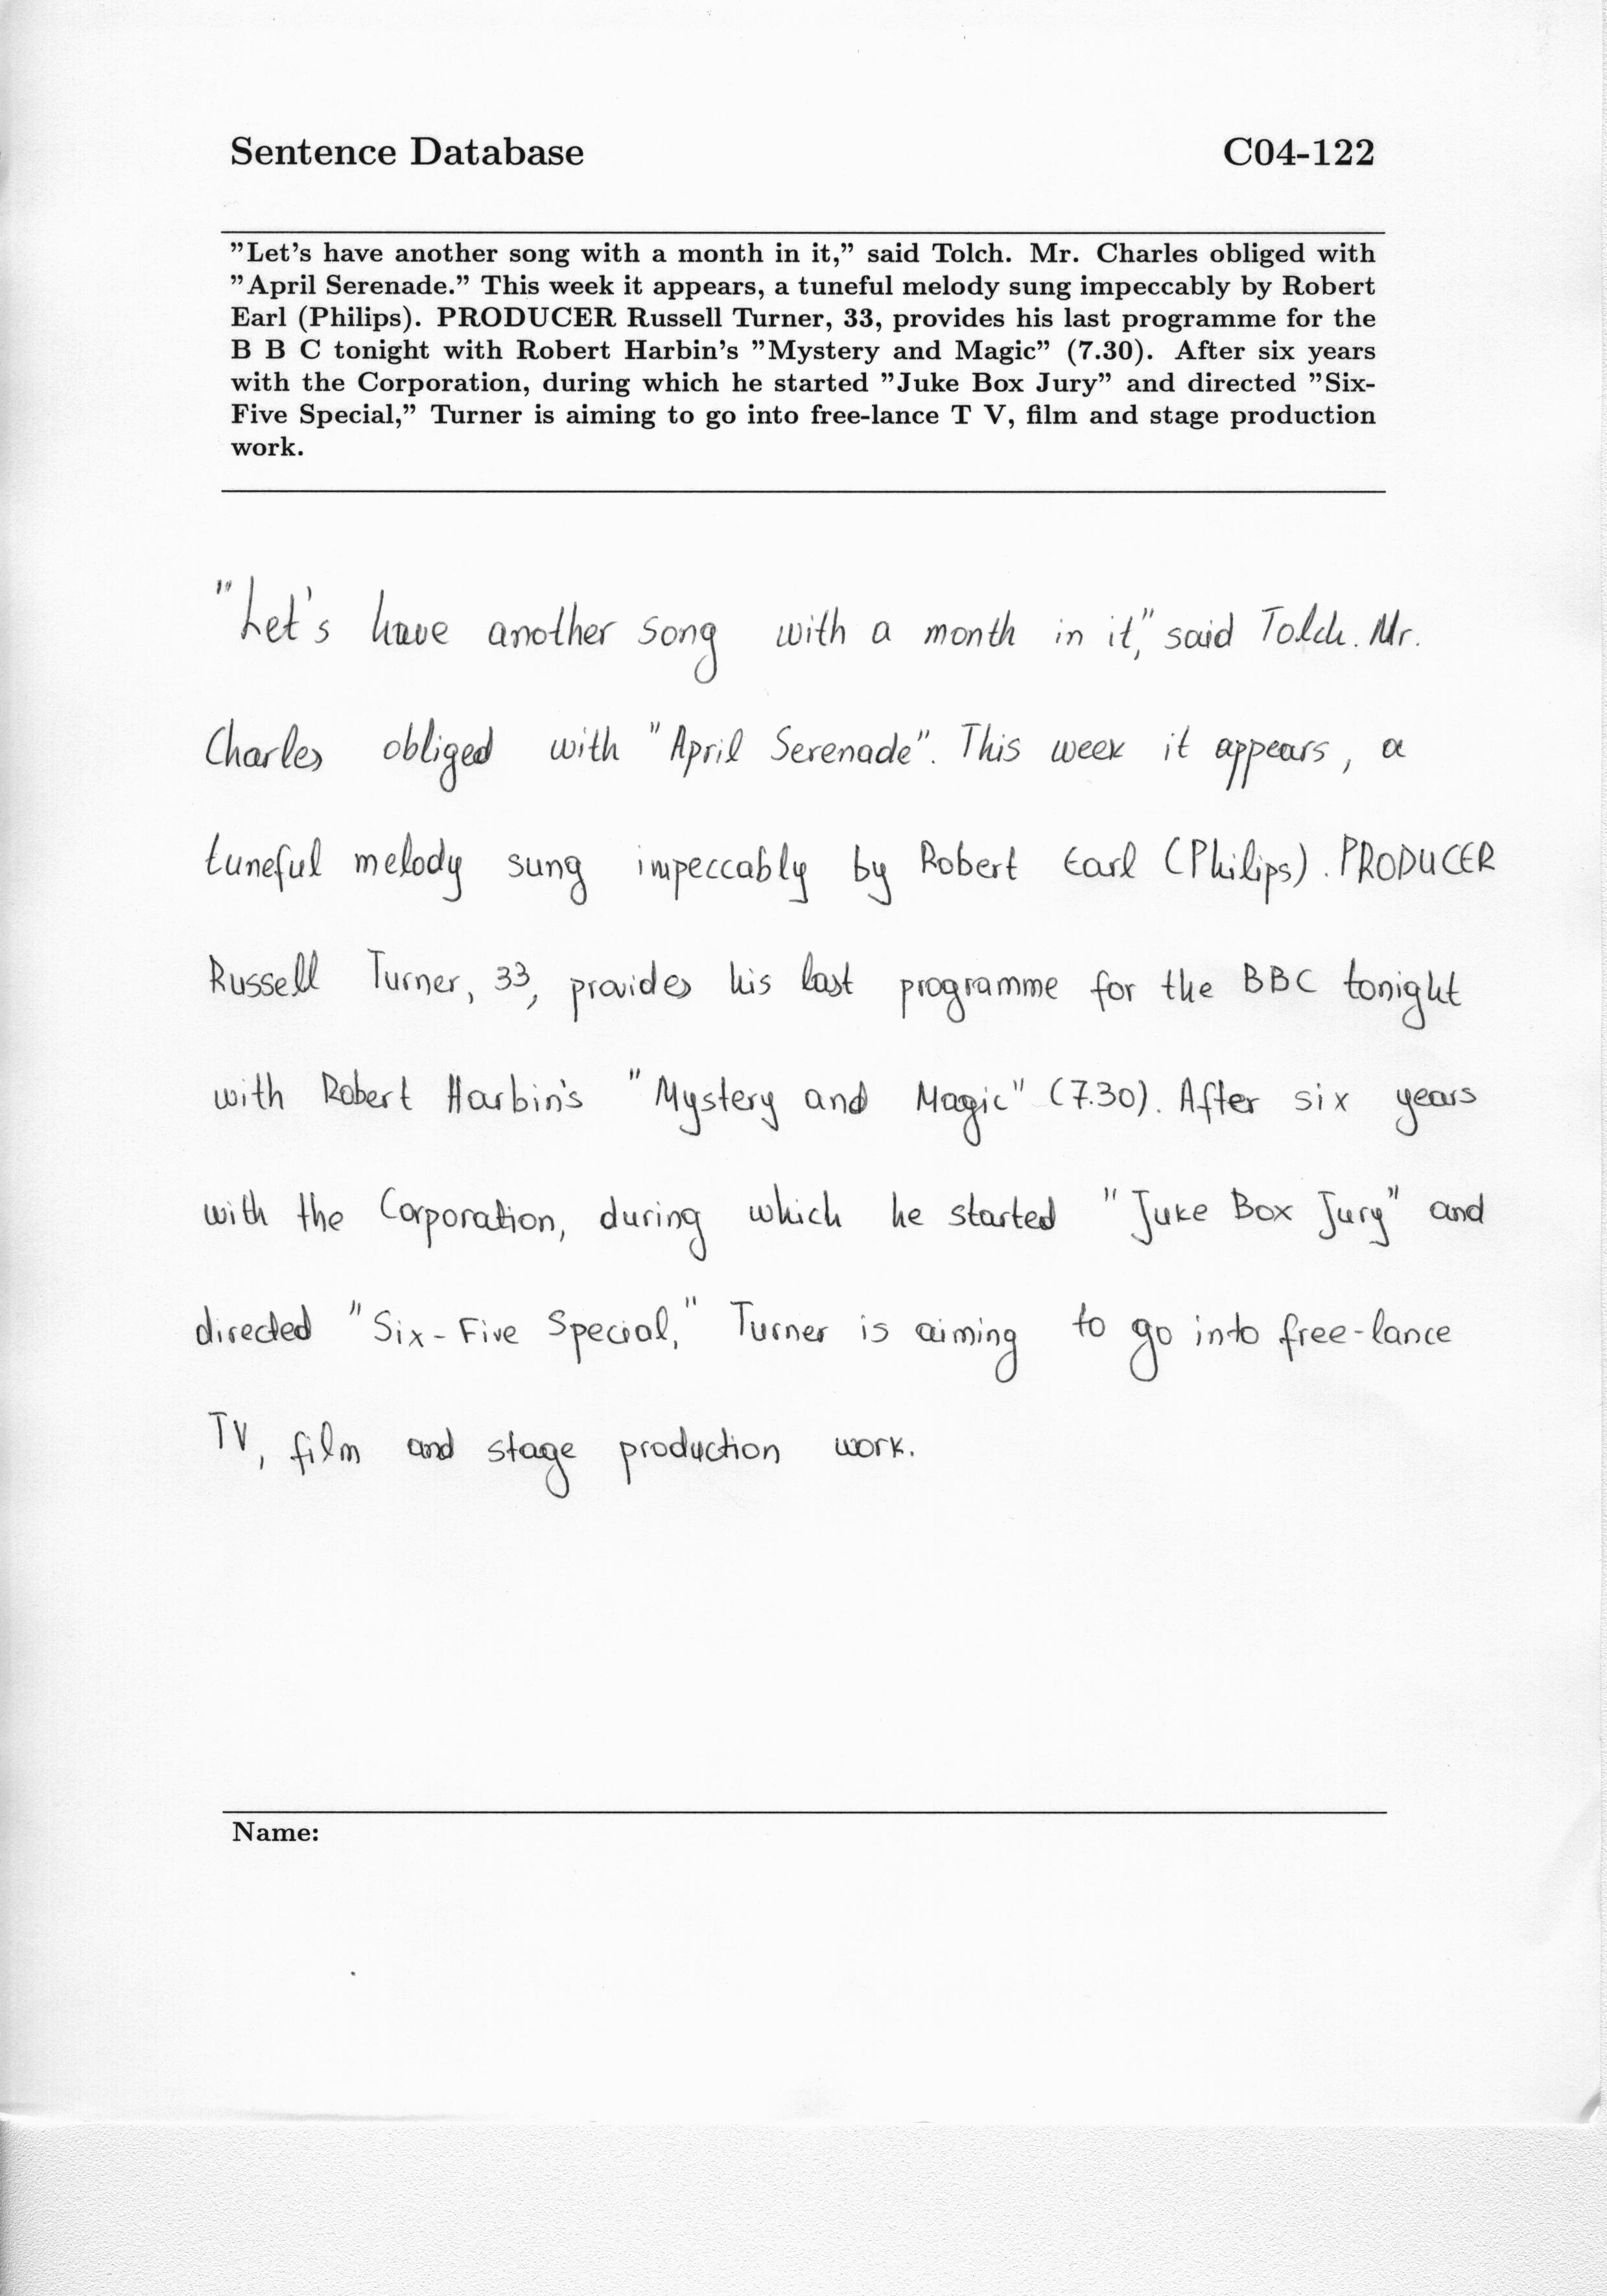 Sentence Database C04-122
"Let's have another song with a month in it," said Tolch. Mr. Charles obliged with
"April Serenade." This week it appears, a tuneful melody sung impeccably by Robert
Earl (Philips). PRODUCER Russell Turner, 33, provides his last programme for the
B B C tonight with Robert Harbin's "Mystery and Magic" (7.30). After six years
with the Corporation, during which he started "Juke Box Jury" and directed "Six-
Five Special," Turner is aiming to go into free-lance T V, film and stage production
work.
"Let's have another song with a month in it," said Tolch. Mr.
Charles obliged with "April Serenade". This week it appears, a
tuneful melody sung impeccably by Robert Earl (Philips). PRODUCER
Russell Turner, 33, provides his last programme for the BBC tonight
with Robert Harbin's "Mystery and Magic" (7.30). After six years
with the Corporation, during which he started "Juke Box Jury" and
directed "Six-Five Special," Turner is aiming to go into free-lance
TV, film and stage production work.
Name: